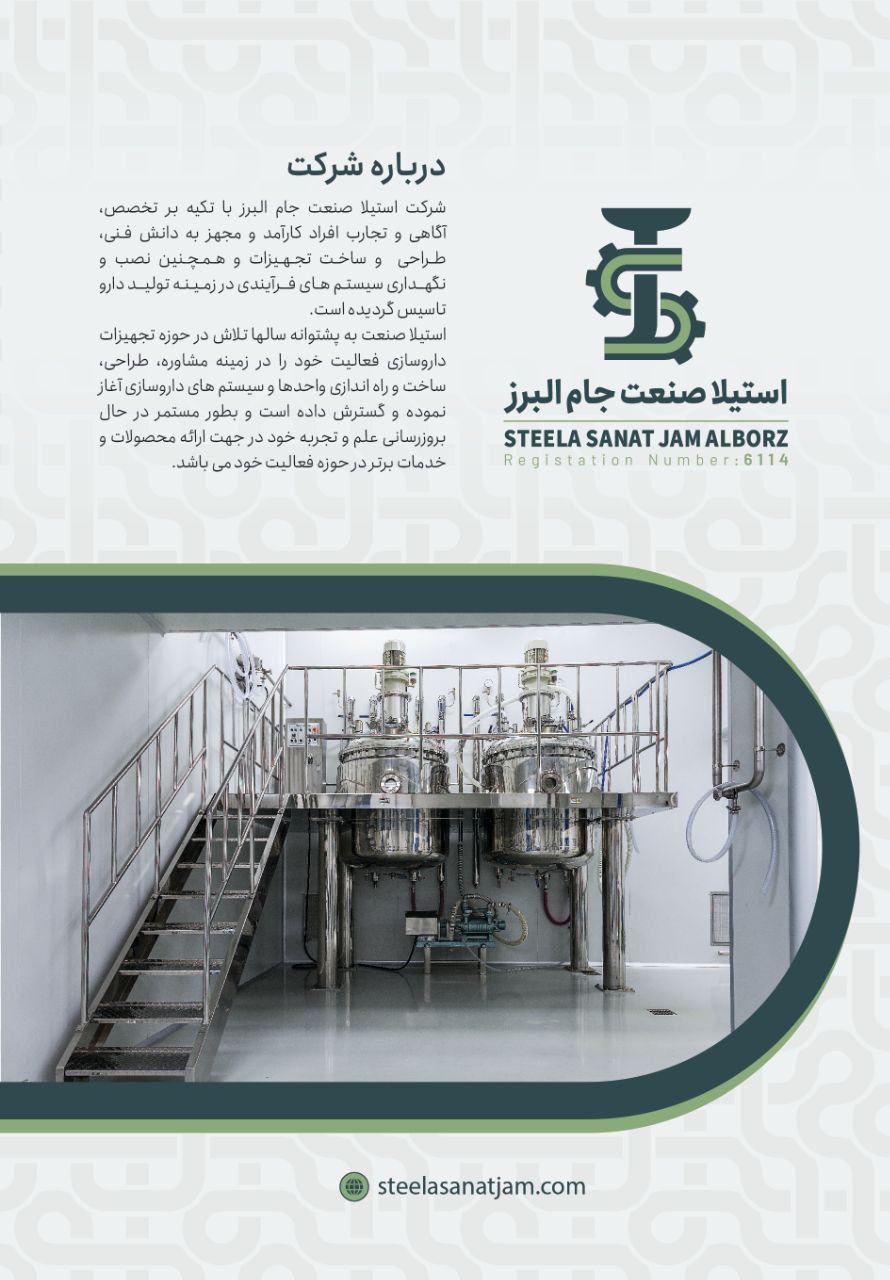 درباره شرکت
شرکت استیلا صنعت جام البرز با تکیه بر تخصص،
آگاهی و تجارب افراد کارآمد و مجهز به دانش فنی،
طراحی و ساخت تجهیزات و همچنین نصب و
نگهداری سیستم های فرآیندی در زمینه تولید دارو
تاسیس گردیده است.
استیلا صنعت به پشتوانه سالها تلاش در حوزه تجهیزات
داروسازی فعالیت خود را در زمینه مشاوره، طراحی،
ساخت و راه اندازی واحدها و سیستم های داروسازی آغاز
نموده و گسترش داده است و بطور مستمر در حال
بروزرسانی علم و تجربه خود در جهت ارائه محصولات و
خدمات برتر در حوزه فعالیت خود می باشد.
استیلا صنعت جام البرز
STEELA SANAT JAM ALBORZ
Registation Number:6114
steelasanatjam.com